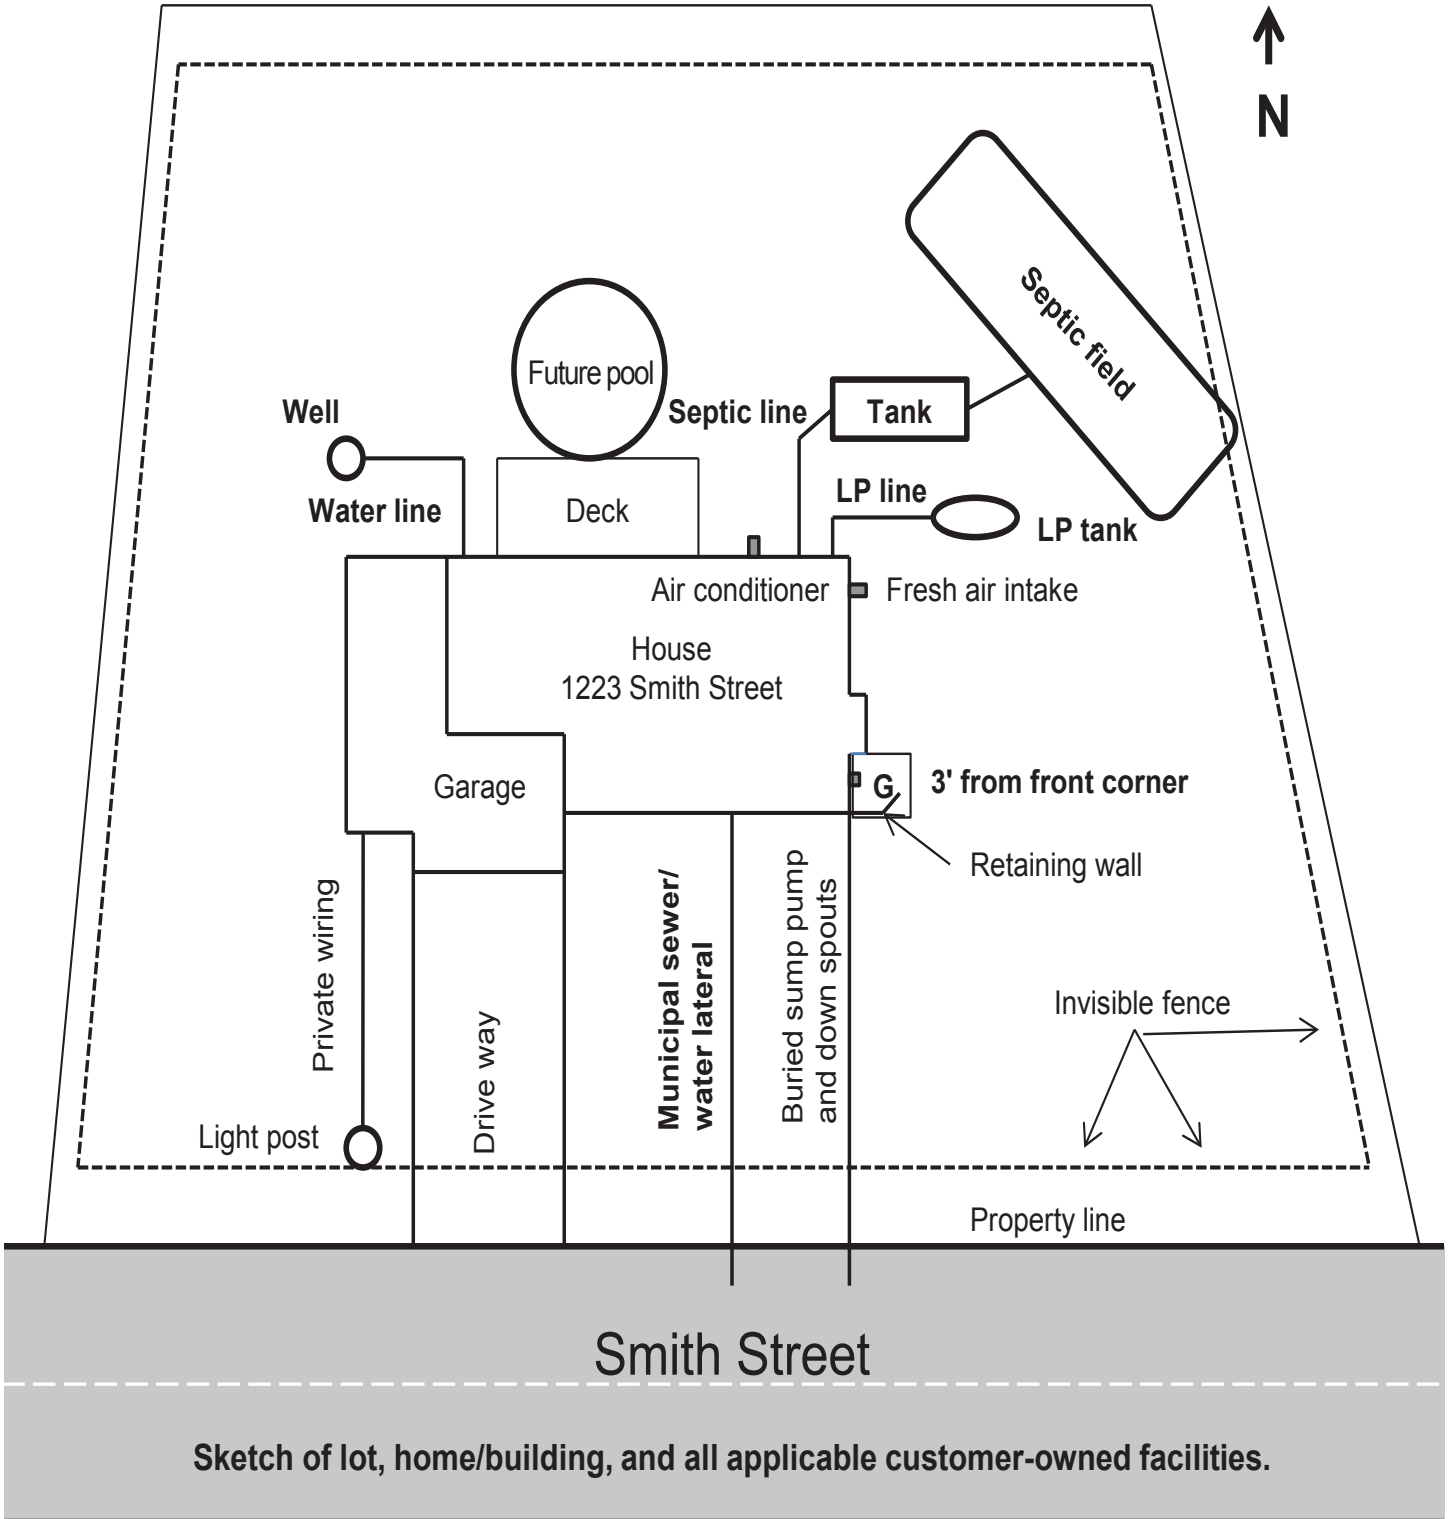 N
Septic field
Future pool
Well
Septic line
Tank
LP line
Water line
Deck
LP tank
Air conditioner
Fresh air intake
House
1223 Smith Street
Garage
G
3' from front corner
Retaining wall
Private wiring
Drive way
Municipal sewer/
water lateral
Buried sump pump
and down spouts
Invisible fence
Light post
Property line
Smith Street
Sketch of lot, home/building, and all applicable customer-owned facilities.